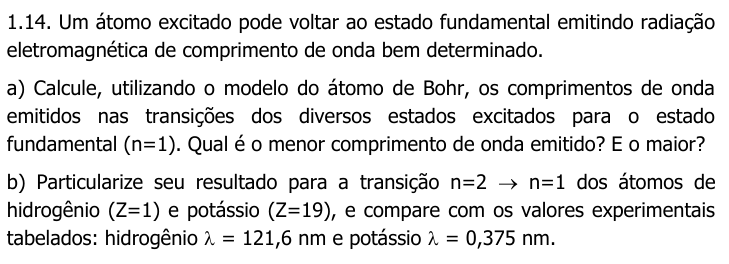 1.14. Um átomo excitado pode voltar ao estado fundamental emitindo radiação
eletromagnética de comprimento de onda bem determinado.
a) Calcule, utilizando o modelo do átomo de Bohr, os comprimentos de onda
emitidos nas transições dos diversos estados excitados para o estado
fundamental (n=1). Qual é o menor comprimento de onda emitido? E o maior?
b) Particularize seu resultado para a transição n=2 → n=1 dos átomos de
hidrogênio (Z=1) e potássio (Z=19), e compare com os valores experimentais
tabelados: hidrogênio λ = 121,6 nm e potássio λ = 0,375 nm.